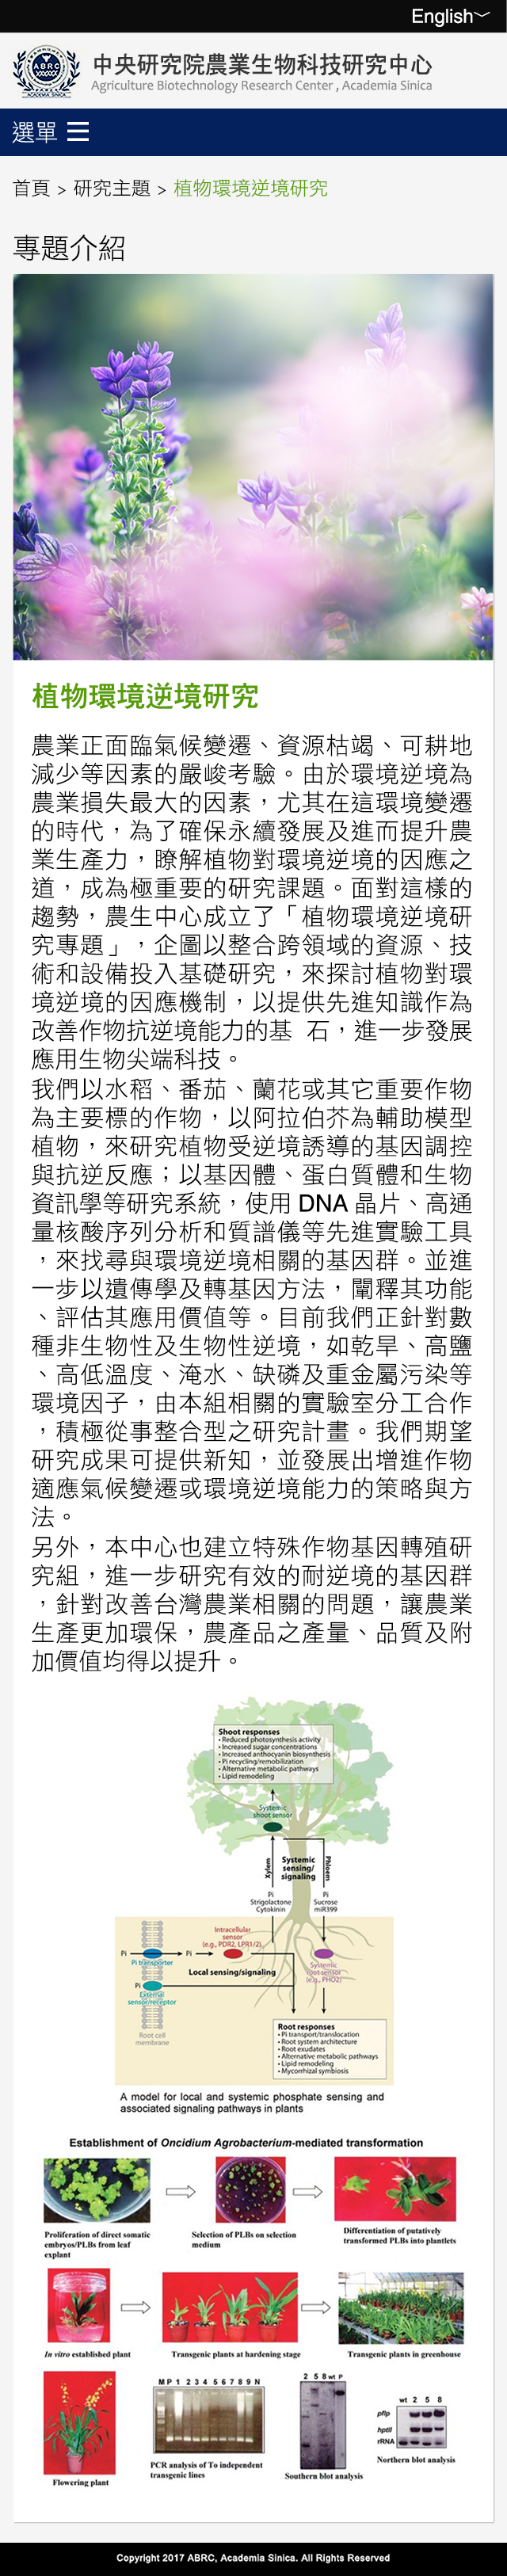 English
中央研究院農業生物科技研究中心
Agriculture Biotechnology Research Center , Academia Sinica
ABRC
ACADEMIA SINICA
選單
首頁 > 研究主題 > 植物環境逆境研究
專題介紹
植物環境逆境研究
農業正面臨氣候變遷、資源枯竭、可耕地
減少等因素的嚴峻考驗。由於環境逆境為
農業損失最大的因素，尤其在這環境變遷
的時代，為了確保永續發展及進而提升農
業生產力，瞭解植物對環境逆境的因應之
道，成為極重要的研究課題。面對這樣的
趨勢，農生中心成立了「植物環境逆境研
究專題」，企圖以整合跨領域的資源、技
術和設備投入基礎研究，來探討植物對環
境逆境的因應機制，以提供先進知識作為
改善作物抗逆境能力的基 石，進一步發展
應用生物尖端科技。
我們以水稻、番茄、蘭花或其它重要作物
為主要標的作物，以阿拉伯芥為輔助模型
植物，來研究植物受逆境誘導的基因調控
與抗逆反應；以基因體、蛋白質體和生物
資訊學等研究系統，使用 DNA 晶片、高通
量核酸序列分析和質譜儀等先進實驗工具
，來找尋與環境逆境相關的基因群。並進
一步以遺傳學及轉基因方法，闡釋其功能
、評估其應用價值等。目前我們正針對數
種非生物性及生物性逆境，如乾旱、高鹽
、高低溫度、淹水、缺磷及重金屬污染等
環境因子，由本組相關的實驗室分工合作
，積極從事整合型之研究計畫。我們期望
研究成果可提供新知，並發展出增進作物
適應氣候變遷或環境逆境能力的策略與方
法。
另外，本中心也建立特殊作物基因轉殖研
究組，進一步研究有效的耐逆境的基因群
，針對改善台灣農業相關的問題，讓農業
生產更加環保，農產品之產量、品質及附
加價值均得以提升。
Shoot responses
• Reduced photosynthesis activity
• Increased sugar concentrations
• Increased anthocyanin biosynthesis
• Pi recycling/remobilization
• Alternative metabolic pathways
• Lipid remodeling
Systemic
shoot sensor
Xylem
Systemic
sensing/
signaling
Phloem
Pi
Strigolactone
Cytokinin
Pi
Sucrose
miR399
Intracellular
sensor
(e.g., PDR2, LPR1/2)
Pi
Pi
Pi transporter
Local sensing/signaling
Systemic
root sensor
(e.g., PHO2)
Pi
External
sensor/receptor
Root cell
membrane
Root responses
• Pi transport/translocation
• Root system architecture
• Root exudates
• Alternative metabolic pathways
• Lipid remodeling
• Mycorrhizal symbiosis
A model for local and systemic phosphate sensing and
associated signaling pathways in plants
Establishment of Oncidium Agrobacterium-mediated transformation
Proliferation of direct somatic
embryos/PLBs from leaf
explant
Selection of PLBs on selection
medium
Differentiation of putatively
transformed PLBs into plantlets
In vitro established plant
Transgenic plants at hardening stage
Transgenic plants in greenhouse
M P 1 2 3 4 5 6 7 8 9 N
2 5 8 wt P
wt 2 5 8
pflp
hptII
rRNA
Flowering plant
PCR analysis of To independent
transgenic lines
Southern blot analysis
Northern blot analysis
Copyright 2017 ABRC, Academia Sinica. All Rights Reserved